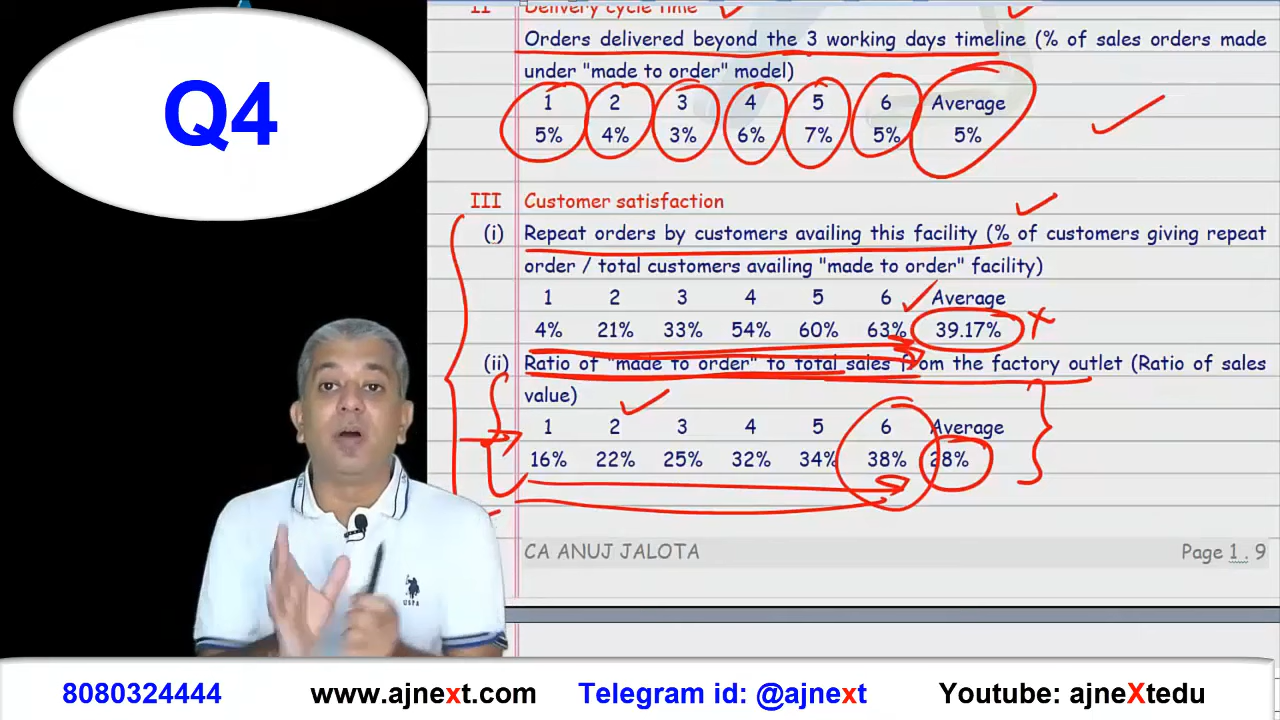 Q4
II Delivery cycle time
Orders delivered beyond the 3 working days timeline (% of sales orders made
under "made to order" model)
1 2 3 4 5 6 Average
5% 4% 3% 6% 7% 5% 5%
III Customer satisfaction
(i) Repeat orders by customers availing this facility (% of customers giving repeat
order / total customers availing "made to order" facility)
1 2 3 4 5 6 Average
4% 21% 33% 54% 60% 63% 39.17%
(ii) Ratio of "made to order" to total sales from the factory outlet (Ratio of sales
value)
1 2 3 4 5 6 Average
16% 22% 25% 32% 34% 38% 28%
CA ANUJ JALOTA Page 1 . 9
USPA
8080324444 www.ajnext.com Telegram id: @ajnext Youtube: ajneXtedu